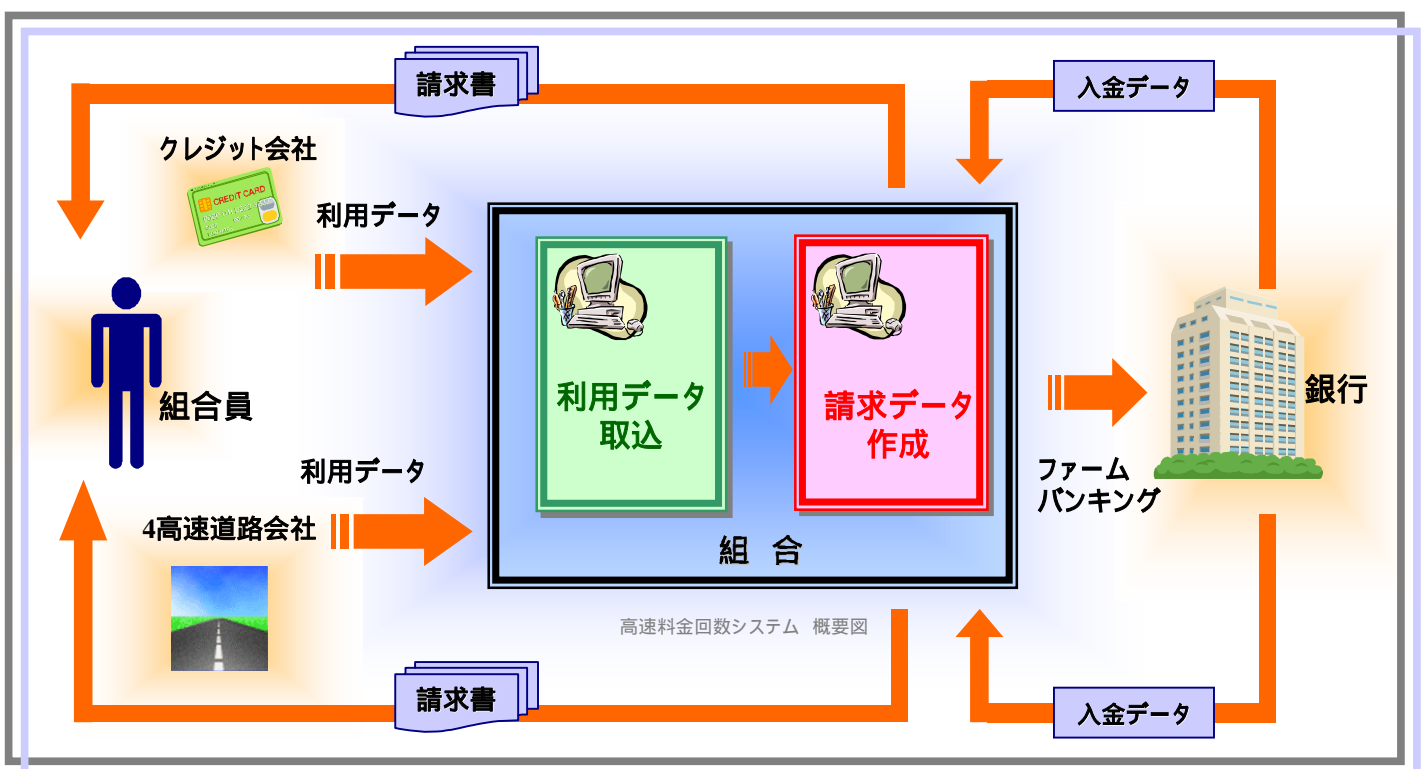 請求書
入金データ
クレジット会社
CREDIT CARD
利用データ
利用データ
取込
請求データ
作成
組合員
銀行
利用データ
ファーム
バンキング
4高速道路会社
組 合
高速料金回数システム 概要図
請求書
入金データ